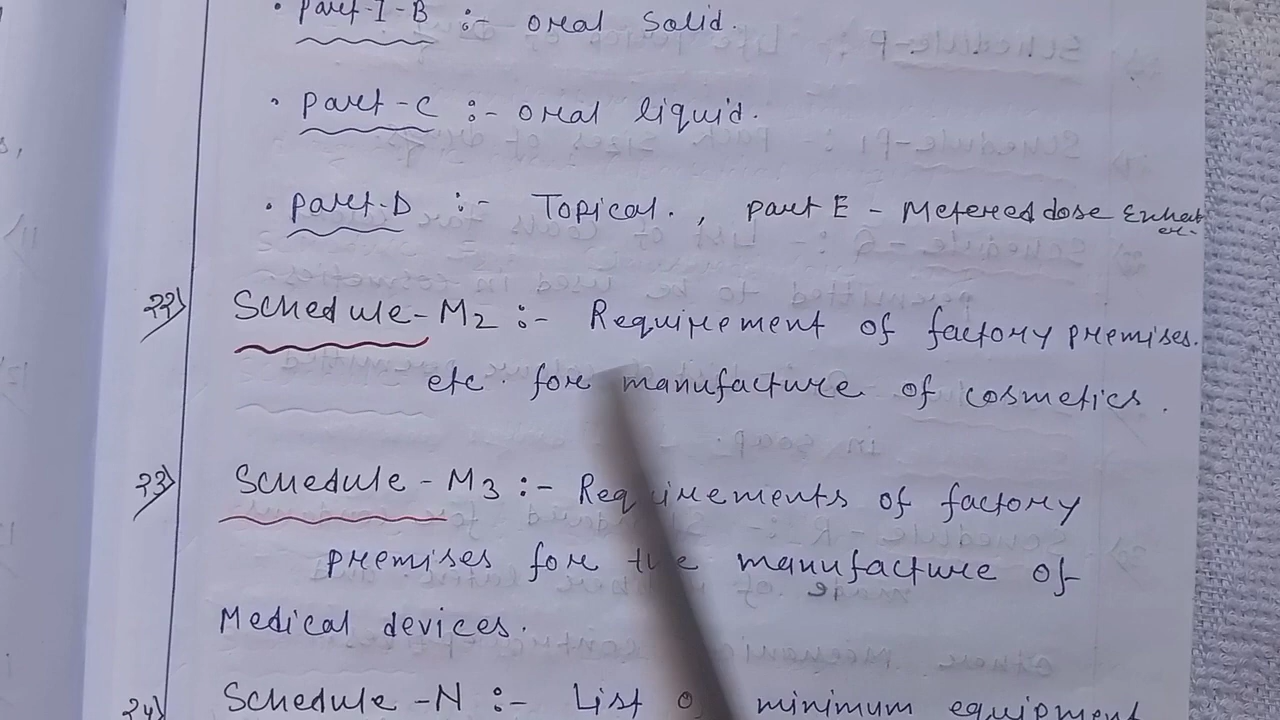 • Part-I-B :- oral Solid.
• Part-C :- oral liquid.
• Part-D :- Topical. , part E - Metered dose Enhaler.
22) Schedule-M2 :- Requirement of factory premises.
etc. for manufacture of cosmetics.
23) Schedule-M3 :- Requirements of factory
premises for the manufacture of
Medical devices.
24) Schedule-N :- List of minimum equipment